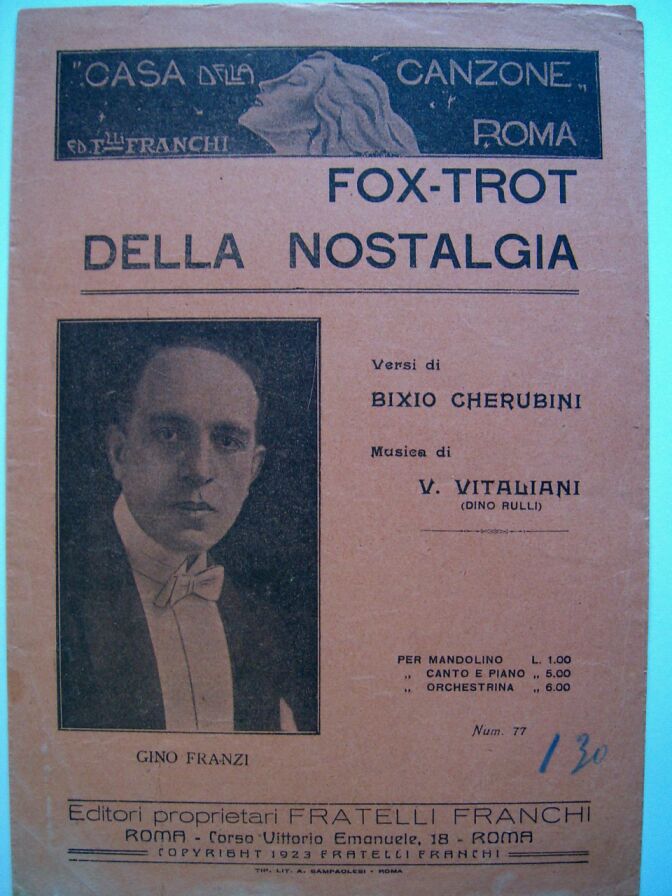 "CASA DELLA CANZONE"
ED. F.LLI FRANCHI ROMA
FOX-TROT
DELLA NOSTALGIA
Versi di
BIXIO CHERUBINI
Musica di
V. VITALIANI
(DINO RULLI)
PER MANDOLINO L. 1.00
„ CANTO E PIANO „ 5.00
„ ORCHESTRINA „ 6.00
Num. 77
130
GINO FRANZI
Editori proprietari FRATELLI FRANCHI
ROMA - Corso Vittorio Emanuele, 18 - ROMA
COPYRIGHT 1923 FRATELLI FRANCHI
TIP. LIT. A. SAMPAOLESI - ROMA